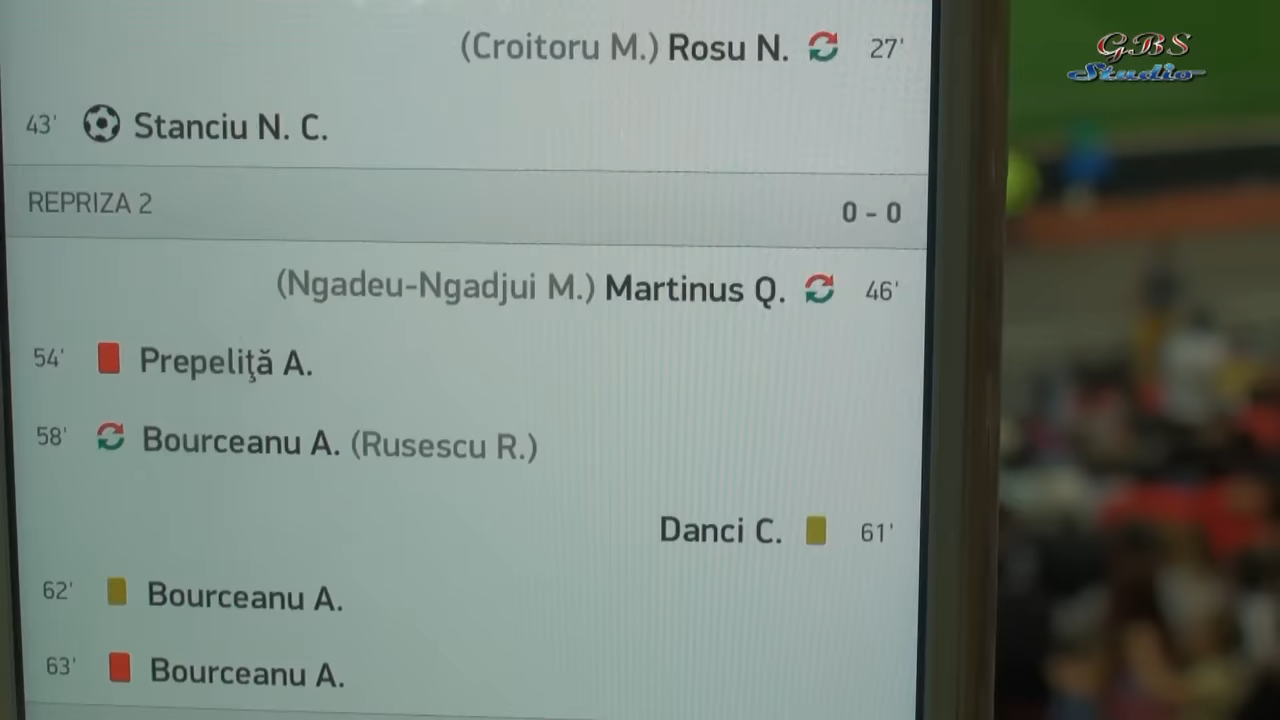 (Croitoru M.) Rosu N. 27'
43' Stanciu N. C.
REPRIZA 2 0 - 0
(Ngadeu-Ngadjui M.) Martinus Q. 46'
54' Prepeliţă A.
58' Bourceanu A. (Rusescu R.)
Danci C. 61'
62' Bourceanu A.
63' Bourceanu A.
GBS
Studio